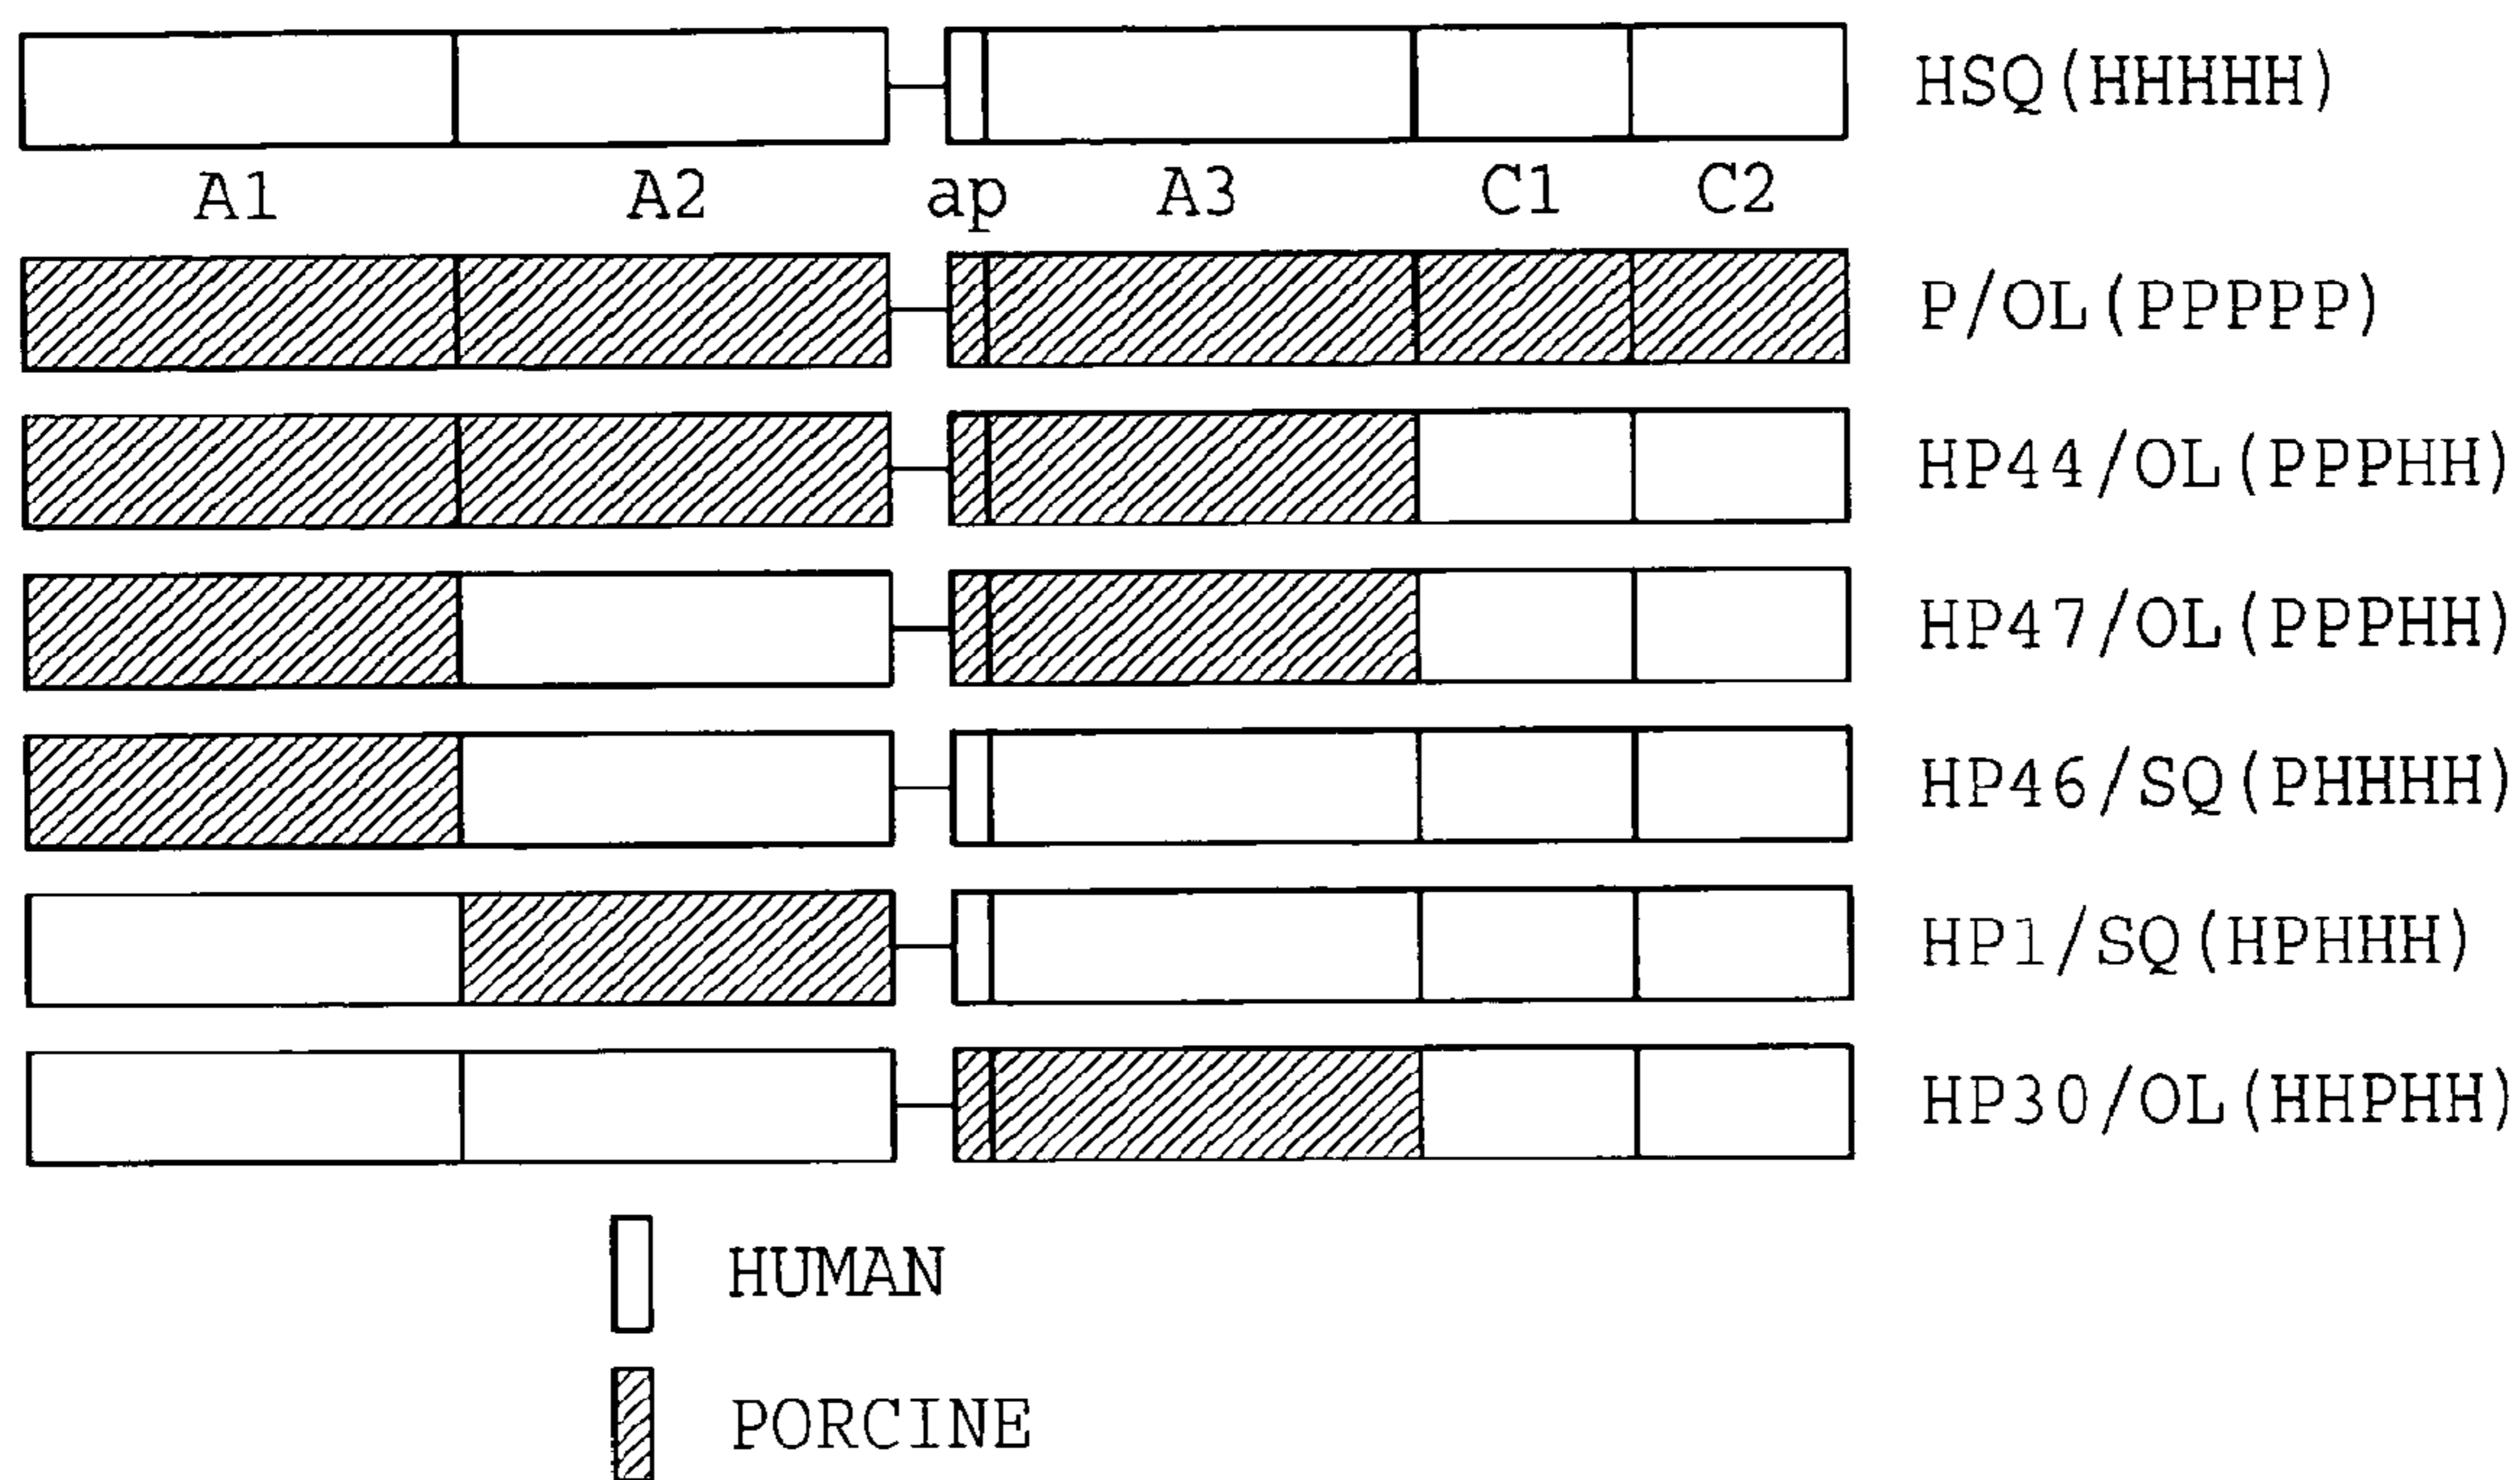 HSQ(HHHHH)
A1 A2 ap A3 C1 C2
P/OL(PPPPP)
HP44/OL(PPPHH)
HP47/OL(PPPHH)
HP46/SQ(PHHHH)
HP1/SQ(HPHHH)
HP30/OL(HHPHH)
HUMAN
PORCINE